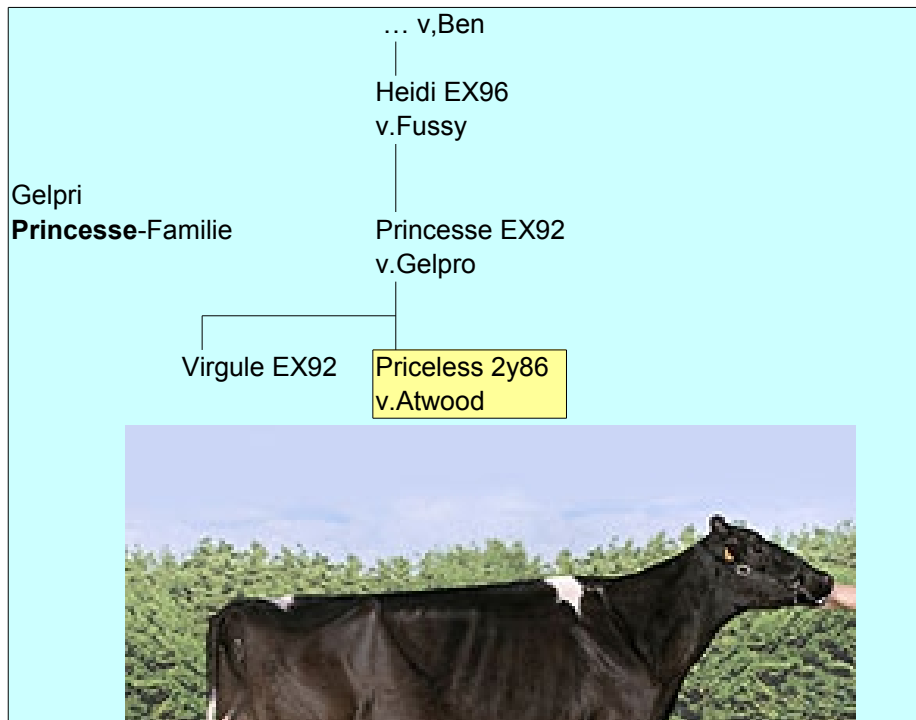 … v,Ben
Heidi EX96
v.Fussy
Gelpri
Princesse-Familie
Princesse EX92
v.Gelpro
Virgule EX92
Priceless 2y86
v.Atwood